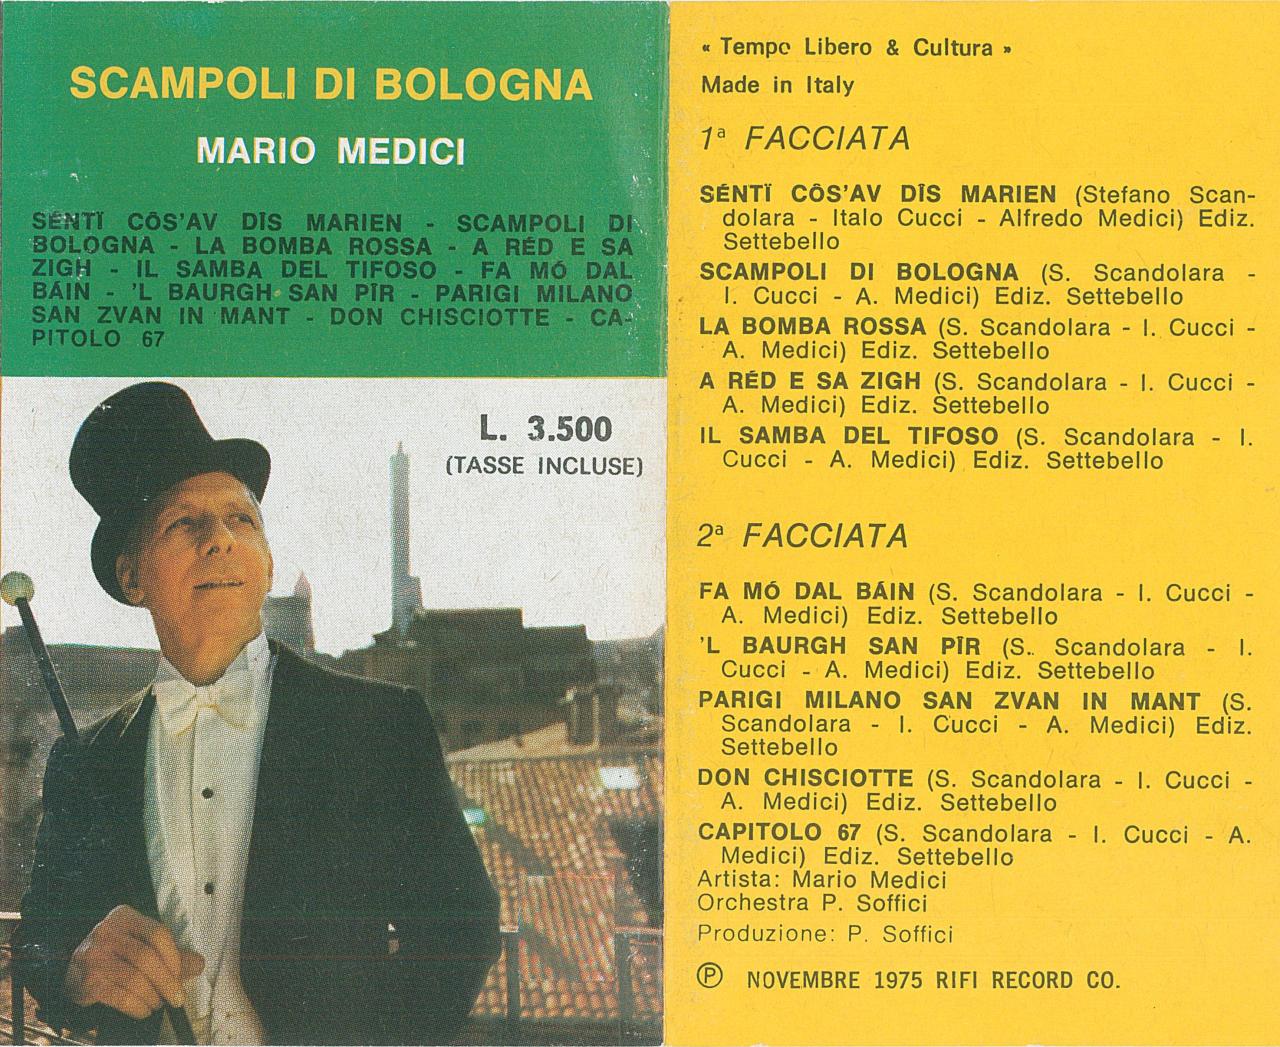 SCAMPOLI DI BOLOGNA
MARIO MEDICI
SÉNTÏ CÔS'AV DÎS MARIEN - SCAMPOLI DI
BOLOGNA - LA BOMBA ROSSA - A RÉD E SA
ZIGH - IL SAMBA DEL TIFOSO - FA MÓ DAL
BÁIN - 'L BAURGH SAN PÎR - PARIGI MILANO
SAN ZVAN IN MANT - DON CHISCIOTTE - CA-
PITOLO 67
L. 3.500
(TASSE INCLUSE)
« Tempo Libero & Cultura »
Made in Italy
1ª FACCIATA
SÉNTÏ CÔS'AV DÎS MARIEN (Stefano Scan-
dolara - Italo Cucci - Alfredo Medici) Ediz.
Settebello
SCAMPOLI DI BOLOGNA (S. Scandolara -
I. Cucci - A. Medici) Ediz. Settebello
LA BOMBA ROSSA (S. Scandolara - I. Cucci -
A. Medici) Ediz. Settebello
A RÉD E SA ZIGH (S. Scandolara - I. Cucci -
A. Medici) Ediz. Settebello
IL SAMBA DEL TIFOSO (S. Scandolara - I.
Cucci - A. Medici) Ediz. Settebello
2ª FACCIATA
FA MÓ DAL BÁIN (S. Scandolara - I. Cucci -
A. Medici) Ediz. Settebello
'L BAURGH SAN PÎR (S. Scandolara - I.
Cucci - A. Medici) Ediz. Settebello
PARIGI MILANO SAN ZVAN IN MANT (S.
Scandolara - I. Cucci - A. Medici) Ediz.
Settebello
DON CHISCIOTTE (S. Scandolara - I. Cucci -
A. Medici) Ediz. Settebello
CAPITOLO 67 (S. Scandolara - I. Cucci - A.
Medici) Ediz. Settebello
Artista: Mario Medici
Orchestra P. Soffici
Produzione: P. Soffici
Ⓟ NOVEMBRE 1975 RIFI RECORD CO.